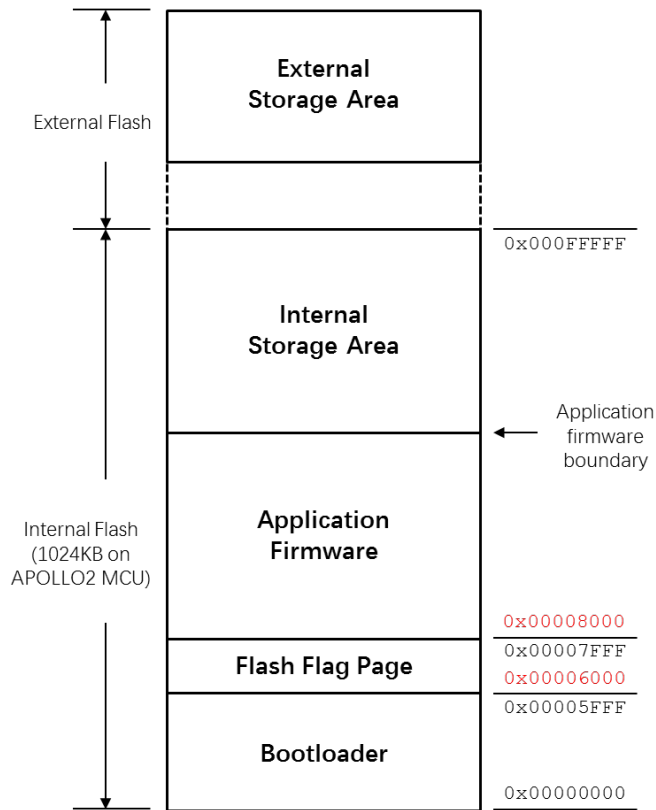 External
Storage Area
External Flash
0x000FFFFF
Internal
Storage Area
Application
firmware
boundary
Internal Flash
(1024KB on
APOLLO2 MCU)
Application
Firmware
0x00008000
0x00007FFF
Flash Flag Page
0x00006000
0x00005FFF
Bootloader
0x00000000